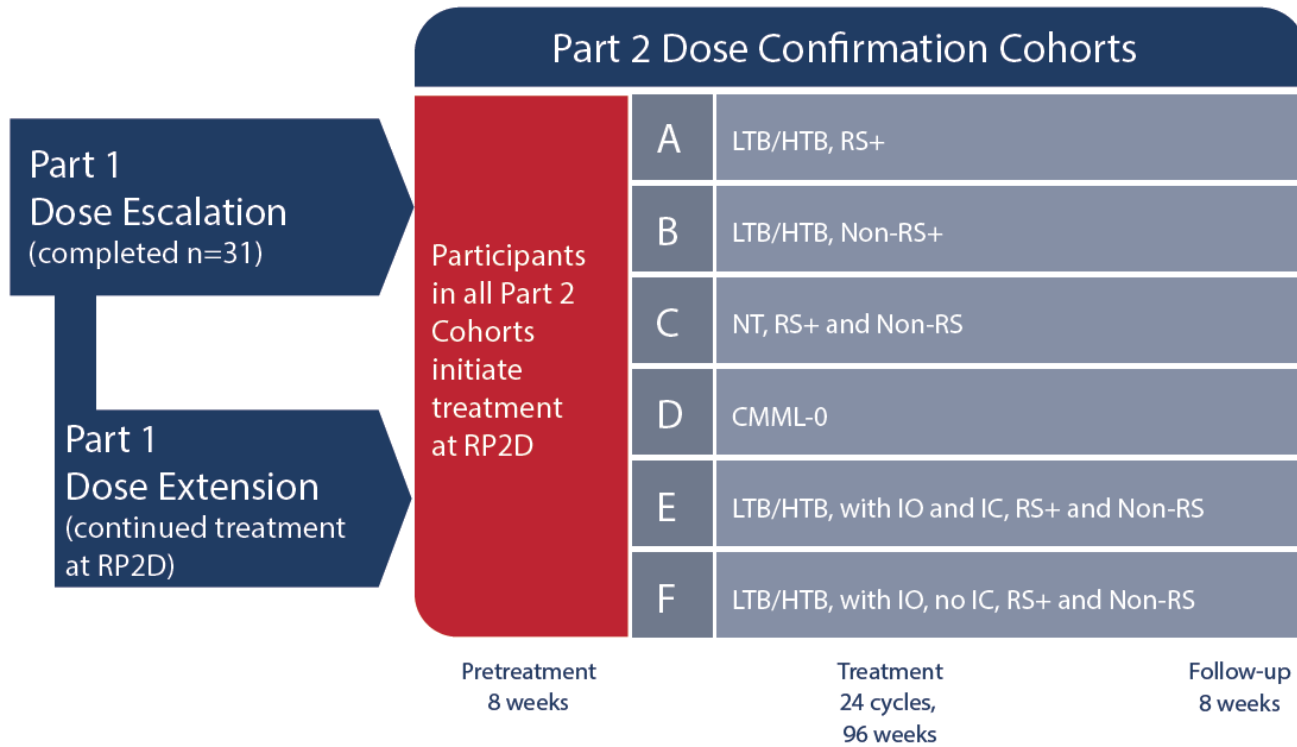 Part 2 Dose Confirmation Cohorts
Part 1
Dose Escalation
(completed n=31)
Part 1
Dose Extension
(continued treatment
at RP2D)
Participants
in all Part 2
Cohorts
initiate
treatment
at RP2D
A
LTB/HTB, RS+
B
LTB/HTB, Non-RS+
C
NT, RS+ and Non-RS
D
CMML-0
E
LTB/HTB, with IO and IC, RS+ and Non-RS
F
LTB/HTB, with IO, no IC, RS+ and Non-RS
Pretreatment
8 weeks
Treatment
24 cycles,
96 weeks
Follow-up
8 weeks